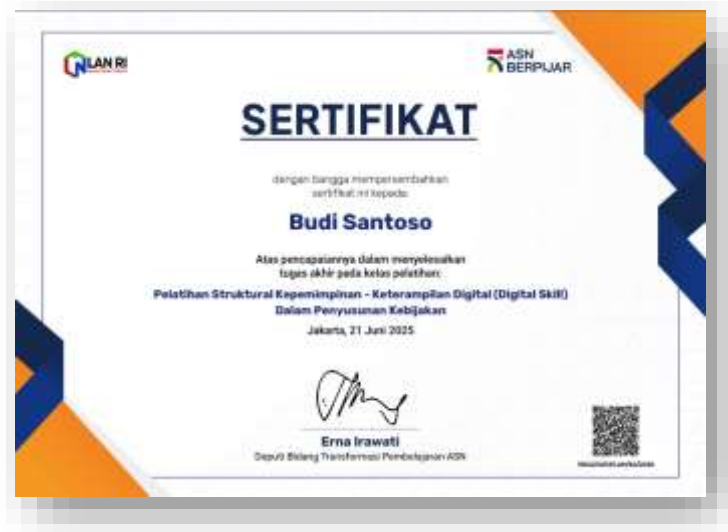 LAN RI
ASN
BERPIJAR
SERTIFIKAT
dengan bangga mempersembahkan
sertifikat ini kepada:
Budi Santoso
Atas pencapaiannya dalam menyelesaikan
tugas akhir pada kelas pelatihan:
Pelatihan Struktural Kepemimpinan - Keterampilan Digital (Digital Skill)
Dalam Penyusunan Kebijakan
Jakarta, 21 Juni 2025
Erna Irawati
Deputi Bidang Transformasi Pembelajaran ASN